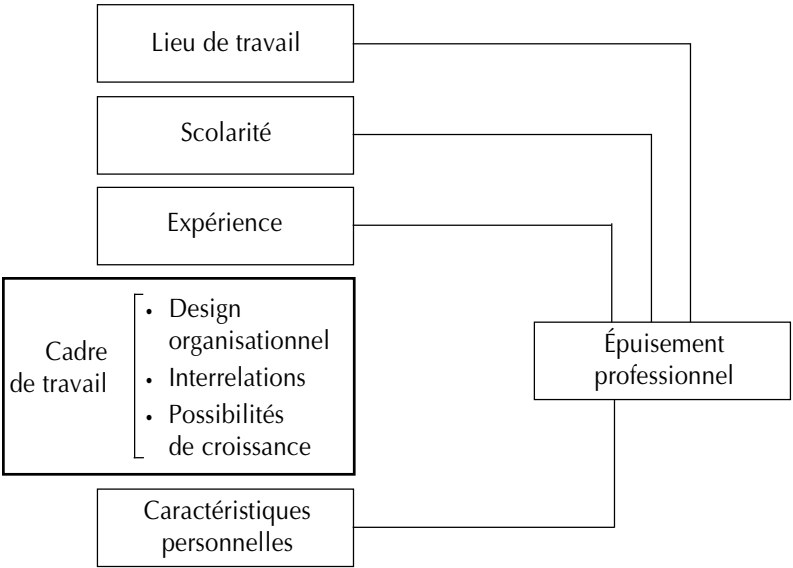 Lieu de travail
Scolarité
Expérience
Cadre
de travail
• Design
organisationnel
• Interrelations
• Possibilités
de croissance
Caractéristiques
personnelles
Épuisement
professionnel